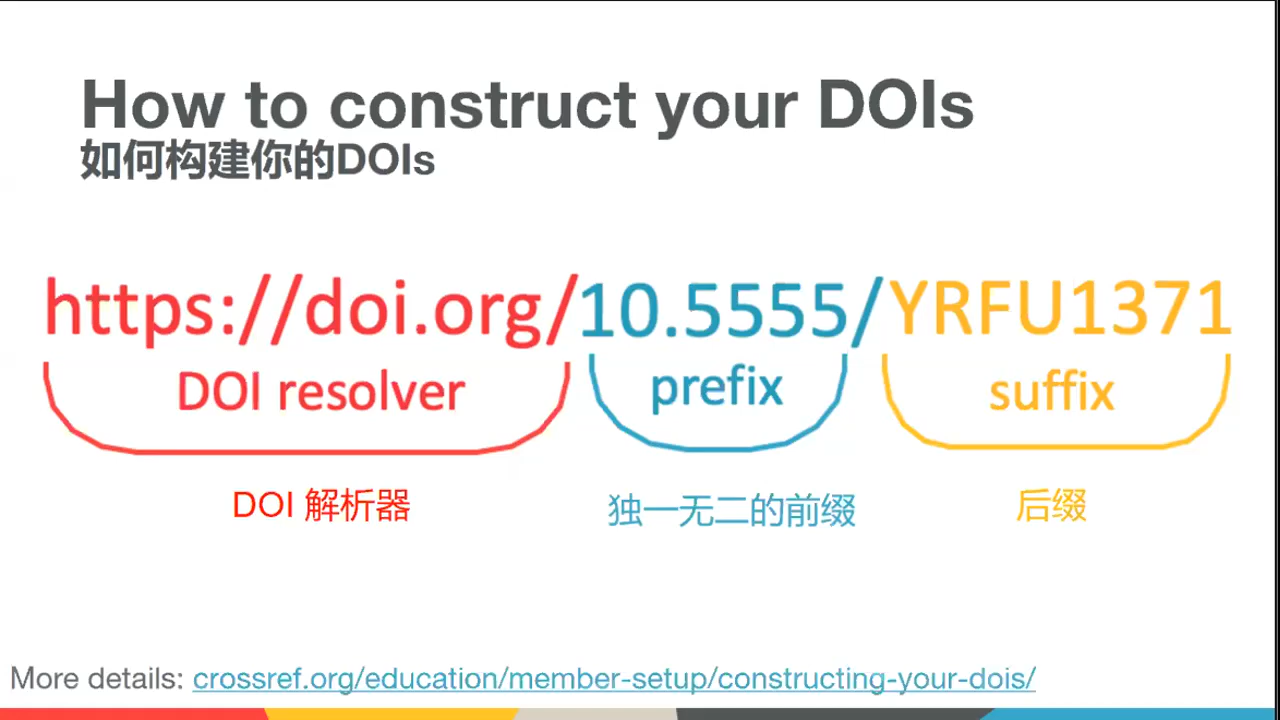 How to construct your DOIs
如何构建你的DOIs
https://doi.org/10.5555/YRFU1371
DOI resolver prefix suffix
DOI 解析器 独一无二的前缀 后缀
More details: crossref.org/education/member-setup/constructing-your-dois/